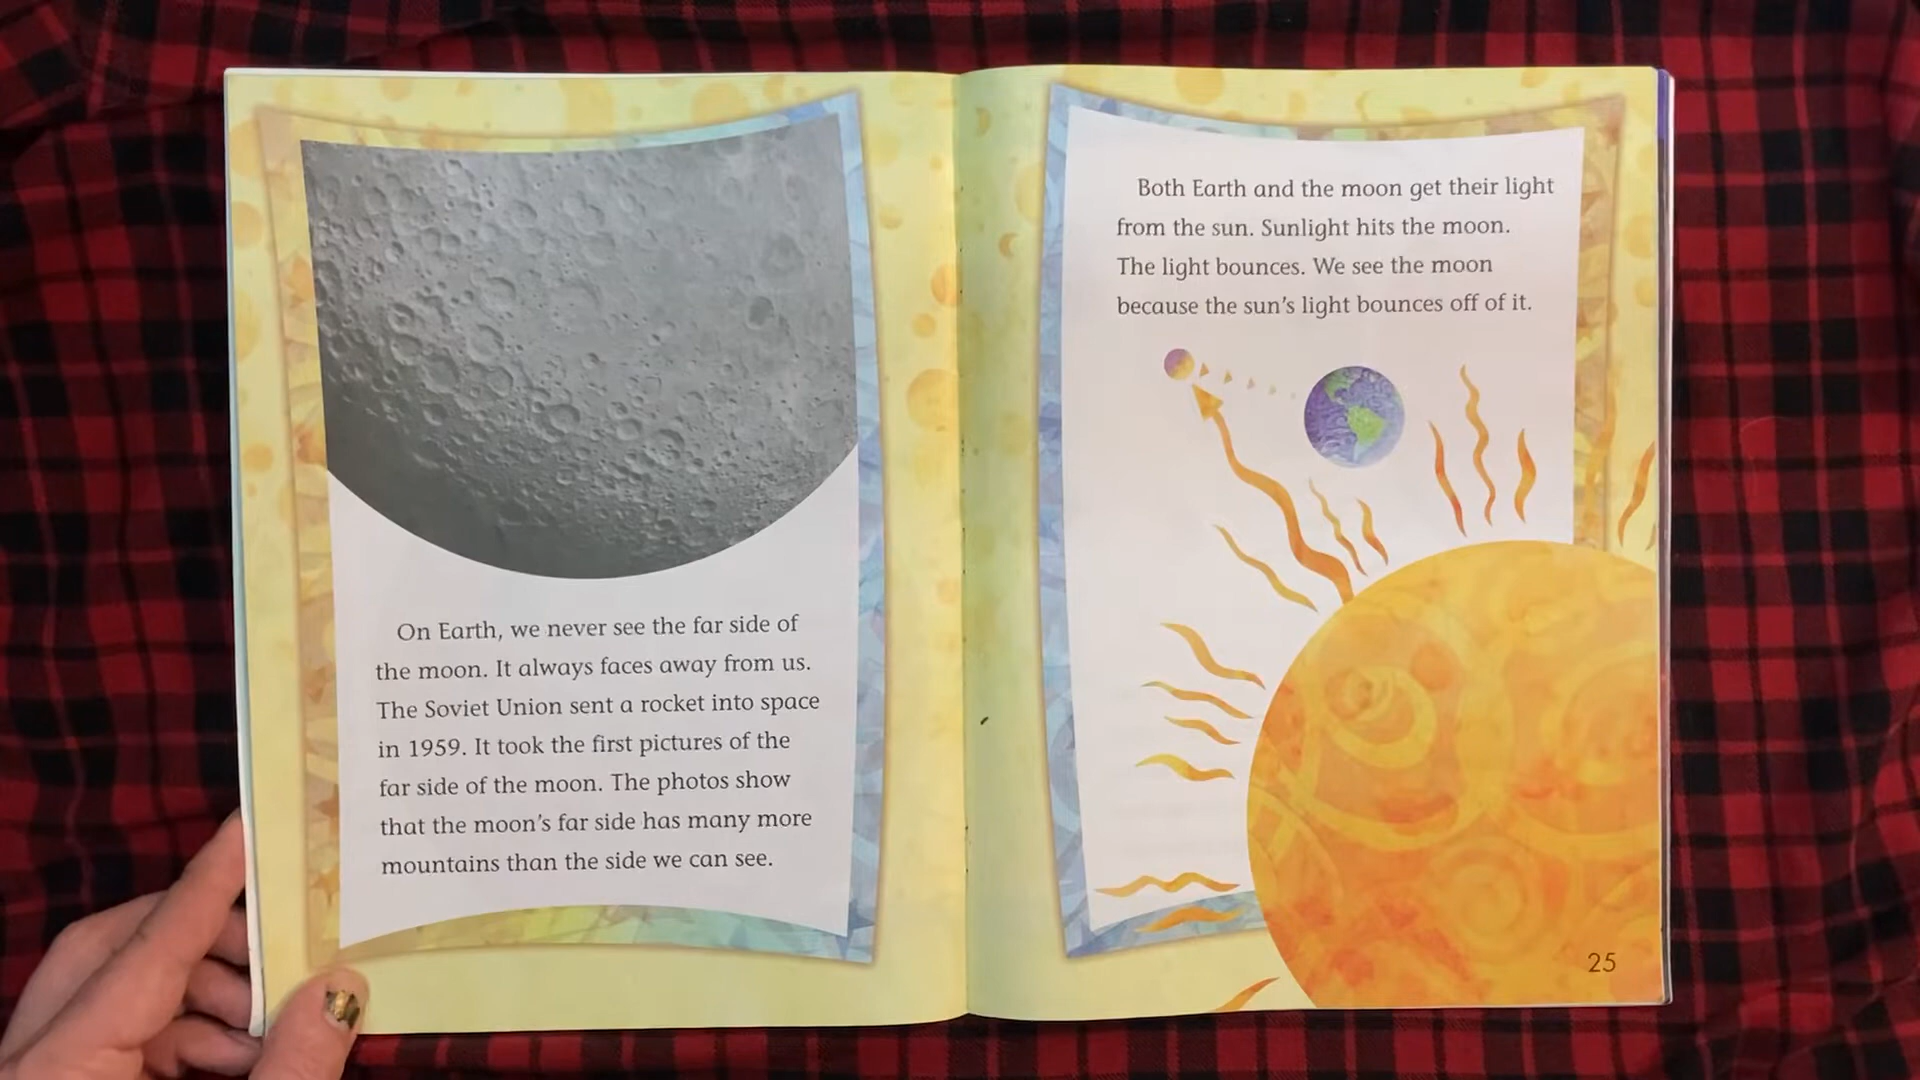 On Earth, we never see the far side of
the moon. It always faces away from us.
The Soviet Union sent a rocket into space
in 1959. It took the first pictures of the
far side of the moon. The photos show
that the moon's far side has many more
mountains than the side we can see.
Both Earth and the moon get their light
from the sun. Sunlight hits the moon.
The light bounces. We see the moon
because the sun's light bounces off of it.
25